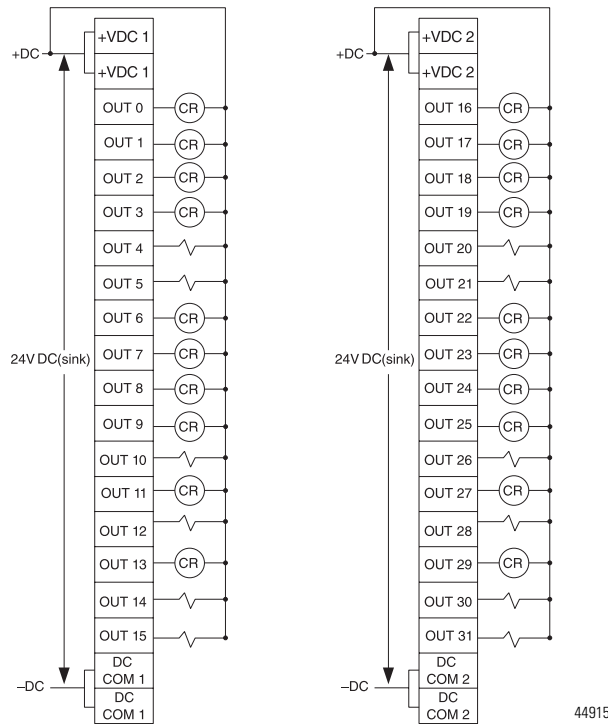 +VDC 1
+DC
+VDC 1
OUT 0 CR
OUT 1 CR
OUT 2 CR
OUT 3 CR
OUT 4
OUT 5
OUT 6 CR
24V DC(sink) OUT 7 CR
OUT 8 CR
OUT 9 CR
OUT 10
OUT 11 CR
OUT 12
OUT 13 CR
OUT 14
OUT 15
DC
COM 1
–DC
DC
COM 1
+VDC 2
+DC
+VDC 2
OUT 16 CR
OUT 17 CR
OUT 18 CR
OUT 19 CR
OUT 20
OUT 21
OUT 22 CR
24V DC(sink) OUT 23 CR
OUT 24 CR
OUT 25 CR
OUT 26
OUT 27 CR
OUT 28
OUT 29 CR
OUT 30
OUT 31
DC
COM 2
–DC
DC
COM 2
44915